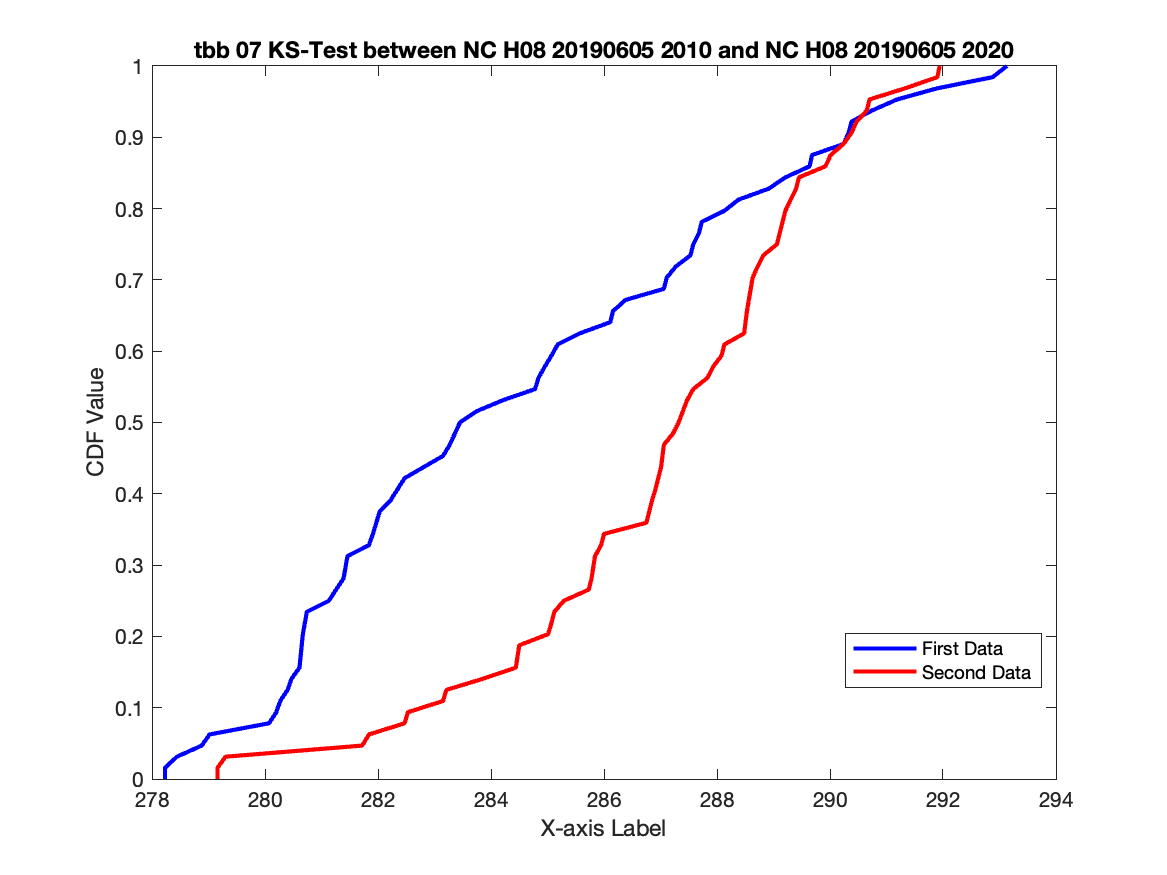 tbb 07 KS-Test between NC H08 20190605 2010 and NC H08 20190605 2020
1
0.9
0.8
0.7
0.6
0.5
0.4
0.3
0.2
0.1
0
CDF Value
First Data
Second Data
278 280 282 284 286 288 290 292 294
X-axis Label